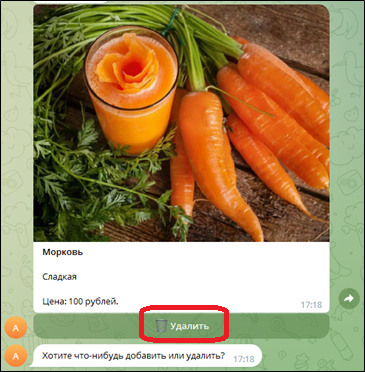 Морковь
Сладкая
Цена: 100 рублей.
17:18
Удалить
А
А
Хотите что-нибудь добавить или удалить?
17:18